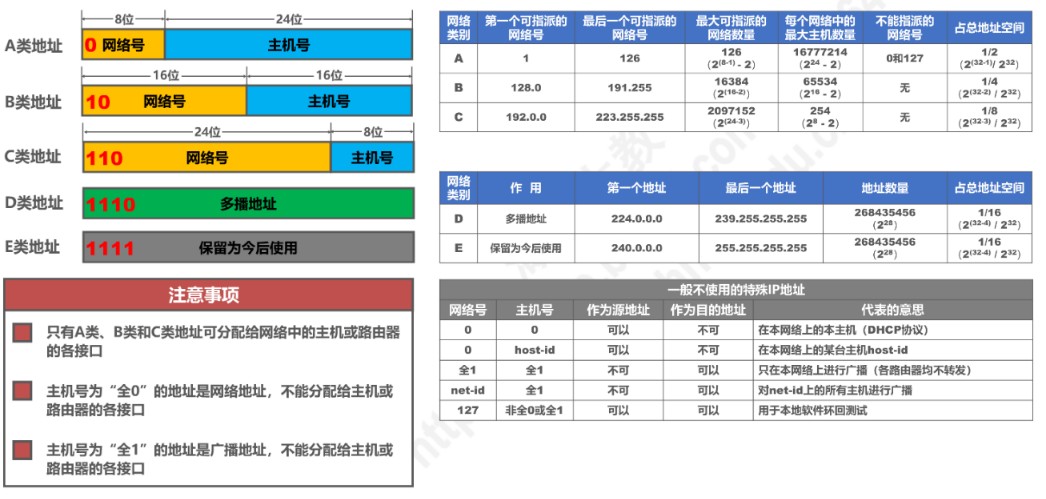 8位 24位
A类地址 0 网络号 主机号
16位 16位
B类地址 10 网络号 主机号
24位 8位
C类地址 110 网络号 主机号
D类地址 1110 多播地址
E类地址 1111 保留为今后使用
注意事项
只有A类、B类和C类地址可分配给网络中的主机或路由器
的各接口
主机号为“全0”的地址是网络地址，不能分配给主机或
路由器的各接口
主机号为“全1”的地址是广播地址，不能分配给主机或
路由器的各接口
网络类别 第一个可指派的网络号 最后一个可指派的网络号 最大可指派的网络数量 每个网络中的最大主机数量 不能指派的网络号 占总地址空间
A 1 126 126 (2^(8-1) - 2) 16777214 (2^24 - 2) 0和127 1/2 (2^(32-1)/ 2^32)
B 128.0 191.255 16384 (2^(16-2)) 65534 (2^16 - 2) 无 1/4 (2^(32-2) / 2^32)
C 192.0.0 223.255.255 2097152 (2^(24-3)) 254 (2^8 - 2) 无 1/8 (2^(32-3) / 2^32)
网络类别 作 用 第一个地址 最后一个地址 地址数量 占总地址空间
D 多播地址 224.0.0.0 239.255.255.255 268435456 (2^28) 1/16 (2^(32-4) / 2^32)
E 保留为今后使用 240.0.0.0 255.255.255.255 268435456 (2^28) 1/16 (2^(32-4) / 2^32)
一般不使用的特殊IP地址
网络号 主机号 作为源地址 作为目的地址 代表的意思
0 0 可以 不可 在本网络上的本主机（DHCP协议）
0 host-id 可以 不可 在本网络上的某台主机host-id
全1 全1 不可 可以 只在本网络上进行广播（各路由器均不转发）
net-id 全1 不可 可以 对net-id上的所有主机进行广播
127 非全0或全1 可以 可以 用于本地软件环回测试